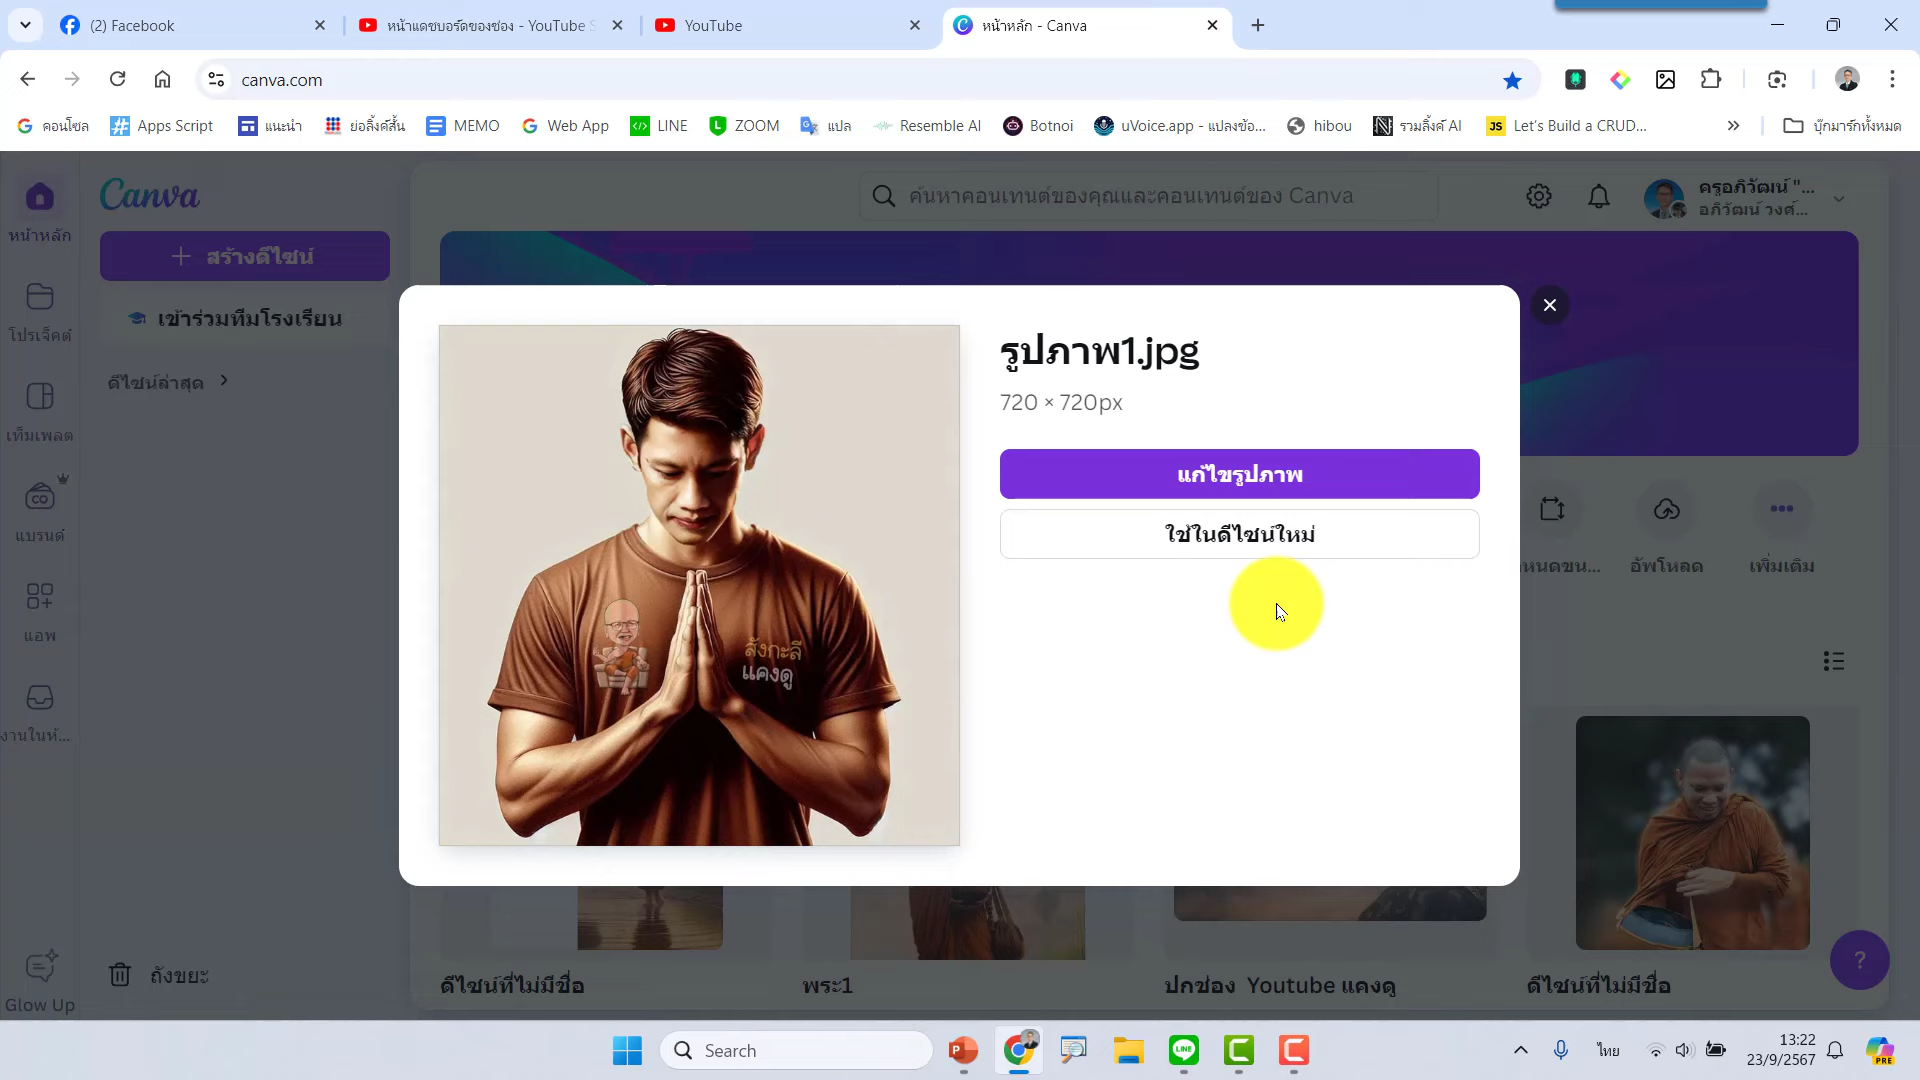 (2) Facebook
หน้าแดชบอร์ดของช่อง - YouTube S
YouTube
หน้าหลัก - Canva
canva.com
คอนโซล
Apps Script
แนะนำ
ย่อลิ้งค์สั้น
MEMO
Web App
LINE
ZOOM
แปล
Resemble AI
Botnoi
uVoice.app - แปลงข้อ...
hibou
รวมลิ้งค์ AI
Let's Build a CRUD...
บุ๊กมาร์กทั้งหมด
Canva
ค้นหาคอนเทนต์ของคุณและคอนเทนต์ของ Canva
ครูอภิวัฒน์ "...
อภิวัฒน์ วงศ์...
หน้าหลัก
สร้างดีไซน์
เข้าร่วมทีมโรงเรียน
โปรเจ็คต์
ดีไซน์ล่าสุด
เท็มเพลต
แบรนด์
แอพ
งานในห้...
รูปภาพ1.jpg
720 × 720px
แก้ไขรูปภาพ
ใช้ในดีไซน์ใหม่
สังกะลี
แคงดู
หนดขน...
อัพโหลด
เพิ่มเติม
ถังขยะ
Glow Up
ดีไซน์ที่ไม่มีชื่อ
พระ1
ปกช่อง Youtube แคงดู
ดีไซน์ที่ไม่มีชื่อ
?
Search
ไทย
13:22
23/9/2567
PRE